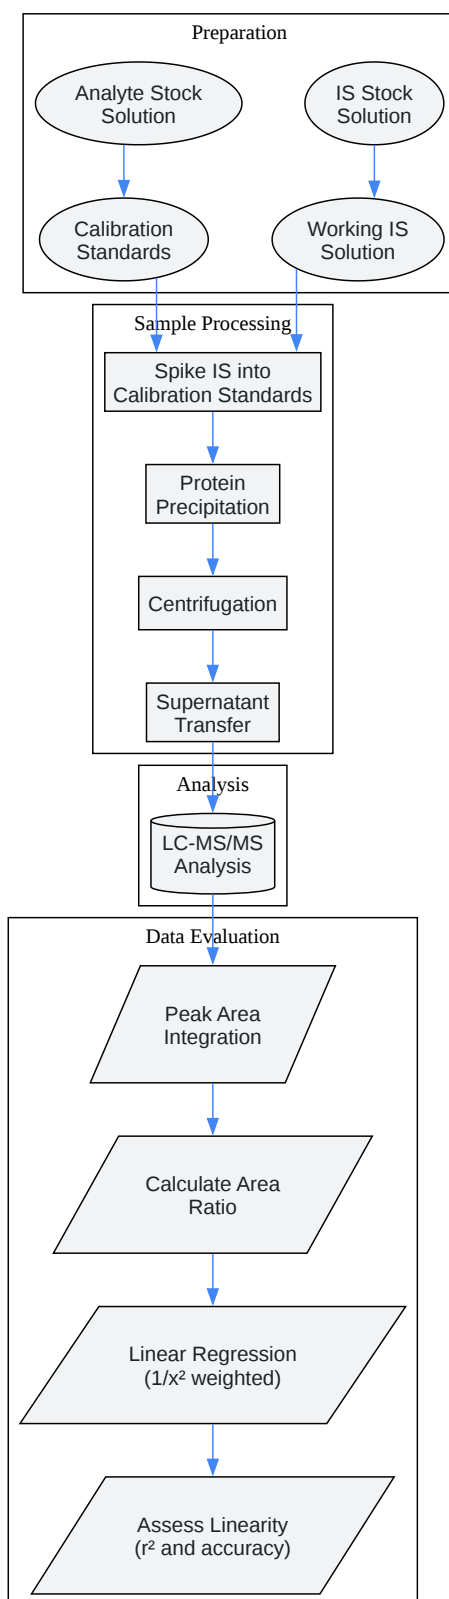 Preparation
Analyte Stock
Solution
IS Stock
Solution
Calibration
Standards
Working IS
Solution
Sample Processing
Spike IS into
Calibration Standards
Protein
Precipitation
Centrifugation
Supernatant
Transfer
Analysis
LC-MS/MS
Analysis
Data Evaluation
Peak Area
Integration
Calculate Area
Ratio
Linear Regression
(1/x² weighted)
Assess Linearity
(r² and accuracy)